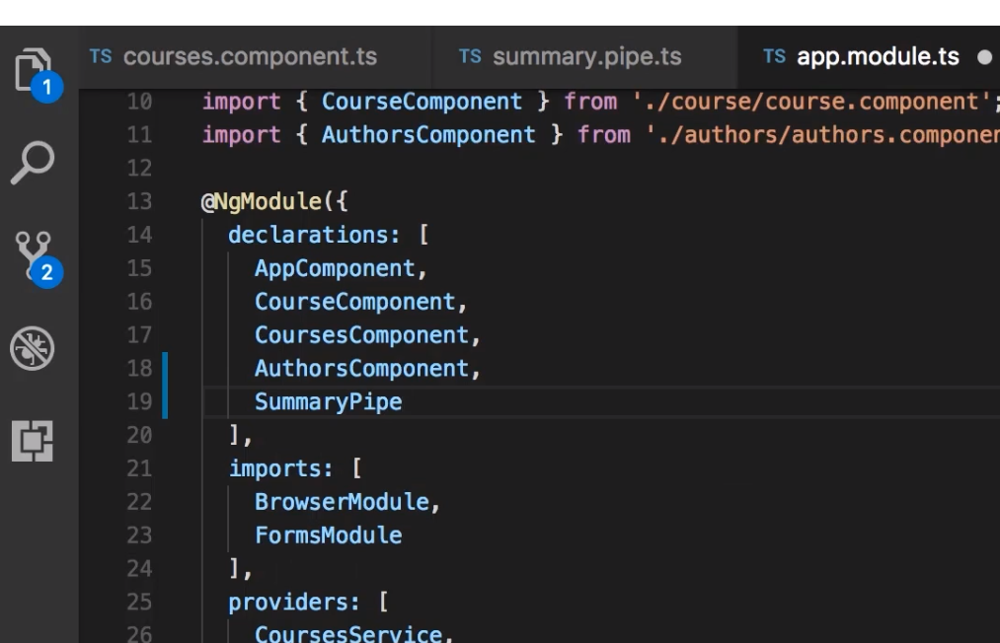 TS courses.component.ts TS summary.pipe.ts TS app.module.ts
1
10 import { CourseComponent } from './course/course.component';
11 import { AuthorsComponent } from './authors/authors.componen
12
13 @NgModule({
14 declarations: [
2
15 AppComponent,
16 CourseComponent,
17 CoursesComponent,
18 AuthorsComponent,
19 SummaryPipe
20 ],
21 imports: [
22 BrowserModule,
23 FormsModule
24 ],
25 providers: [
26 CoursesService,